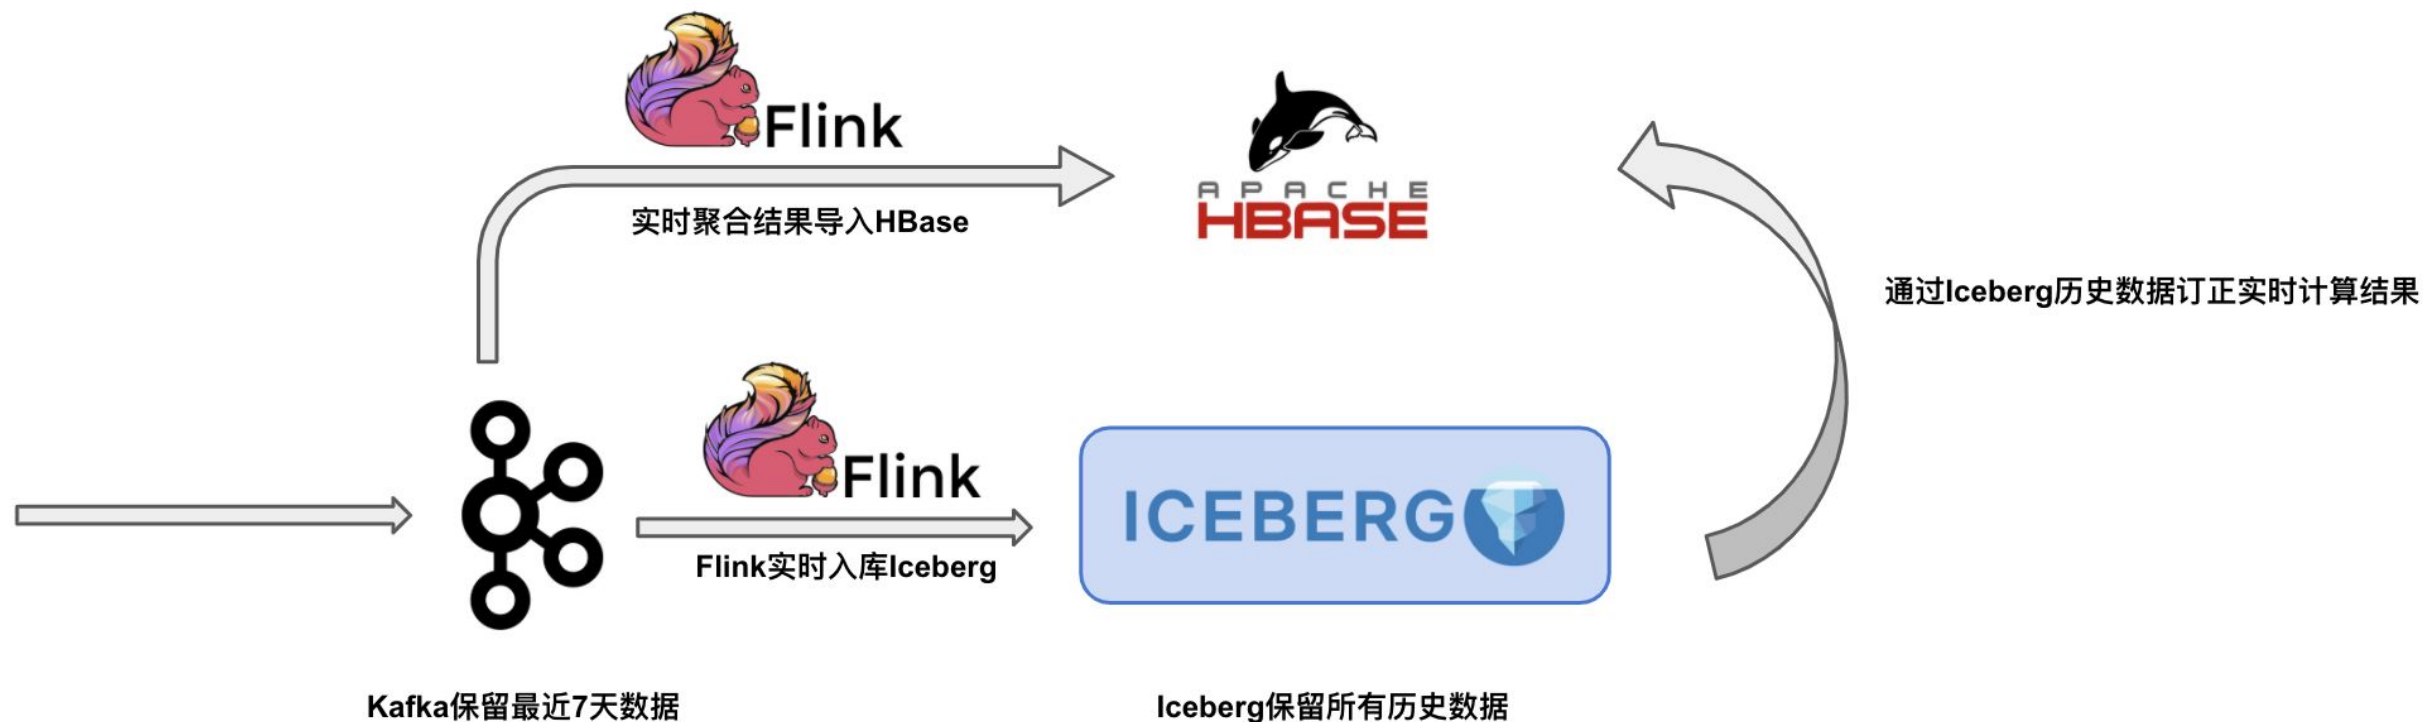 Flink
APACHE
HBASE
实时聚合结果导入HBase
通过Iceberg历史数据订正实时计算结果
Flink
ICEBERG
Flink实时入库Iceberg
Kafka保留最近7天数据
Iceberg保留所有历史数据